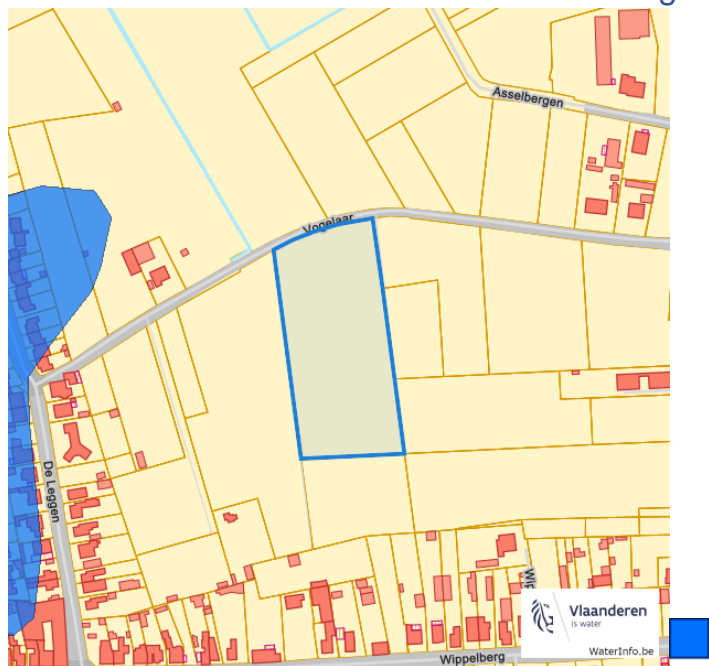 Asselbergen
Vogelaar
De Leggen
Wippelberg
Vlaanderen
is water
WaterInfo.be